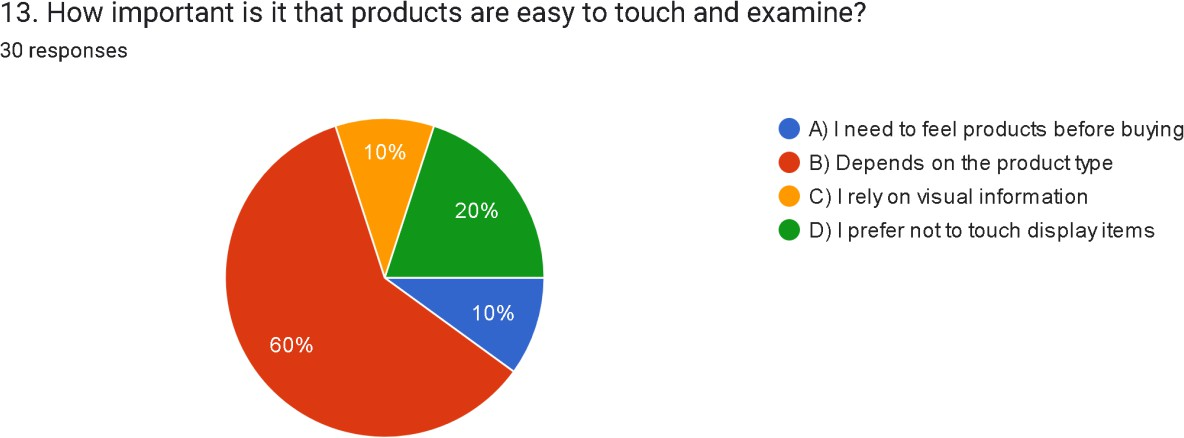 13. How important is it that products are easy to touch and examine?
30 responses
A) I need to feel products before buying
B) Depends on the product type
C) I rely on visual information
D) I prefer not to touch display items
10%
20%
10%
60%